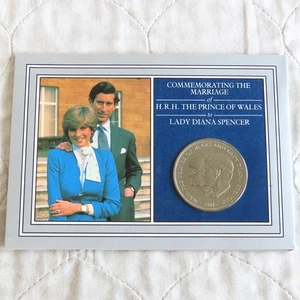 COMMEMORATING THE
MARRIAGE
of
H.R.H. THE PRINCE OF WALES
to
LADY DIANA SPENCER
1981